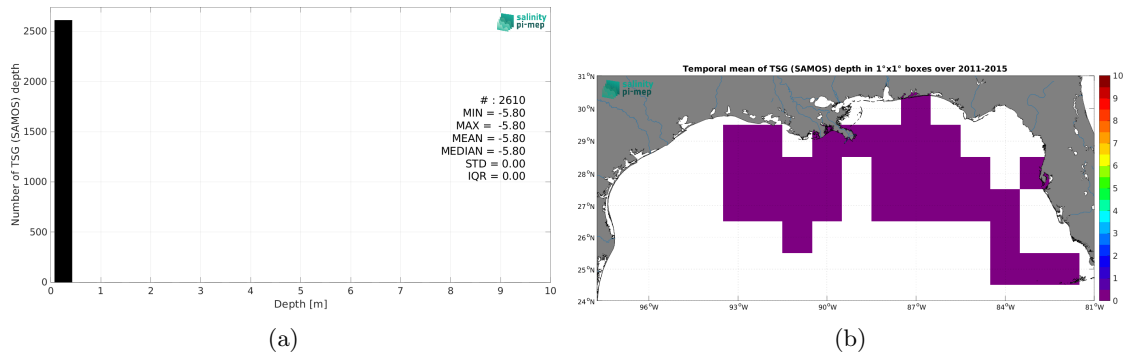 salinity
pi-mep
2500
2000
1500
1000
500
0
Number of TSG (SAMOS) depth
# : 2610
MIN = -5.80
MAX = -5.80
MEAN = -5.80
MEDIAN = -5.80
STD = 0.00
IQR = 0.00
0 1 2 3 4 5 6 7 8 9 10
Depth [m]
(a)
Temporal mean of TSG (SAMOS) depth in 1°x1° boxes over 2011-2015
salinity
pi-mep
31°N
30°N
29°N
28°N
27°N
26°N
25°N
24°N
96°W 93°W 90°W 87°W 84°W 81°W
10
9
8
7
6
5
4
3
2
1
0
(b)